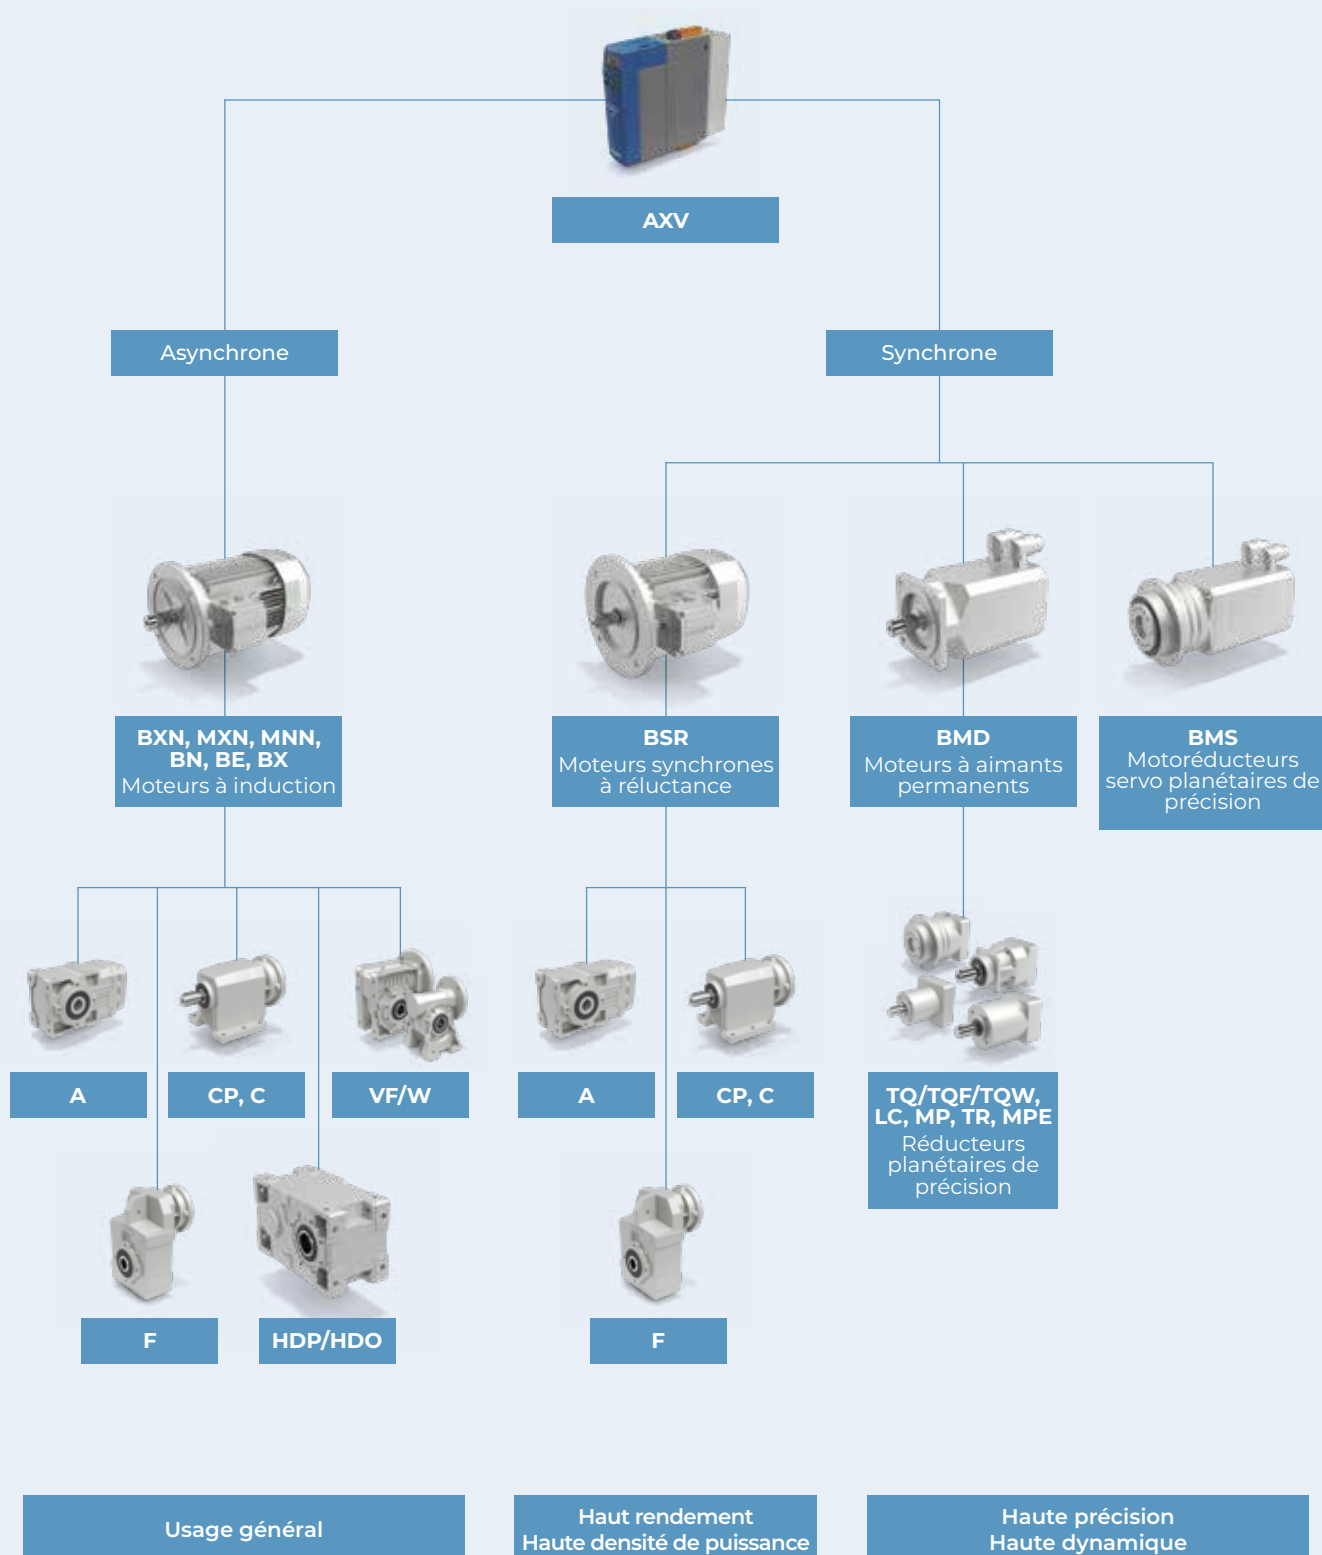 AXV
Asynchrone
Synchrone
BXN, MXN, MNN,
BN, BE, BX
Moteurs à induction
BSR
Moteurs synchrones
à réluctance
BMD
Moteurs à aimants
permanents
BMS
Motoréducteurs
servo planétaires de
précision
A
CP, C
VF/W
A
CP, C
TQ/TQF/TQW,
LC, MP, TR, MPE
Réducteurs
planétaires de
précision
F
HDP/HDO
F
Usage général
Haut rendement
Haute densité de puissance
Haute précision
Haute dynamique